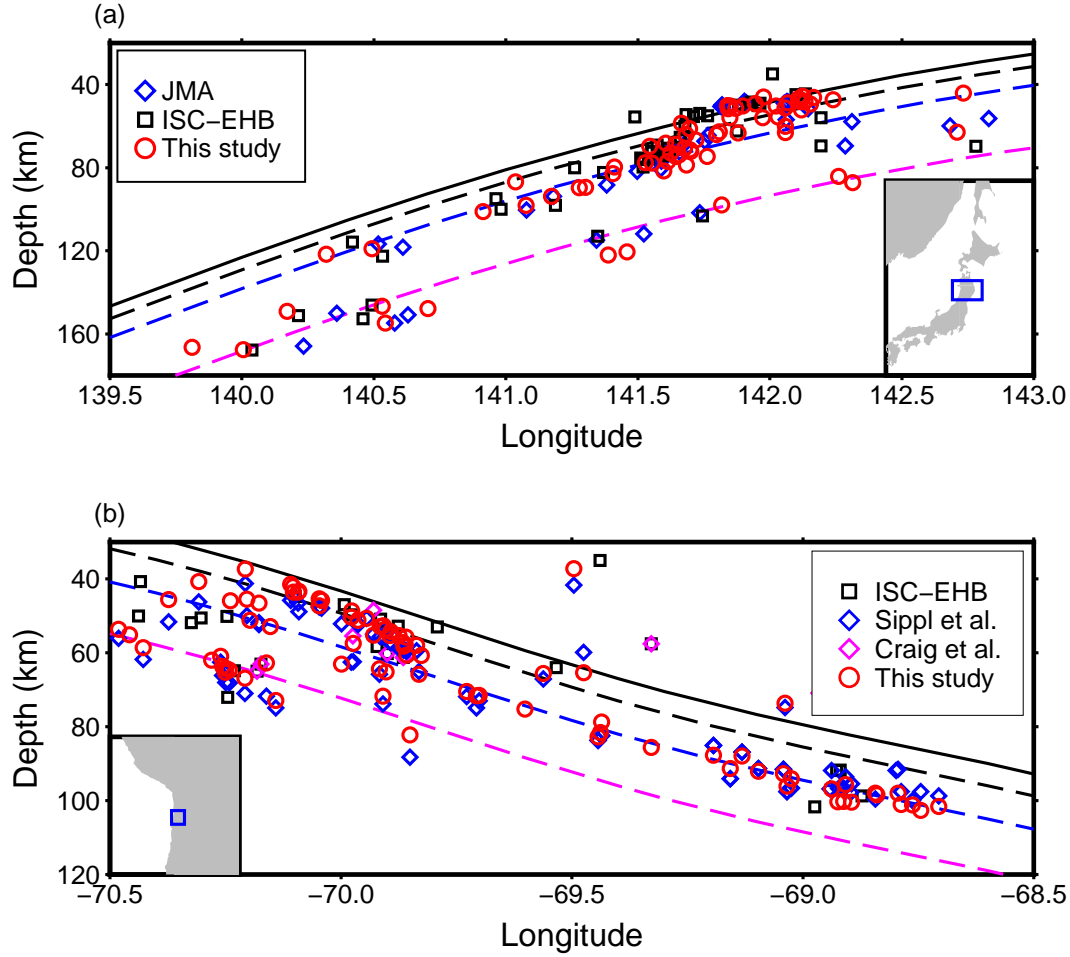 (a)
JMA
ISC−EHB
This study
40
80
120
160
Depth (km)
139.5 140.0 140.5 141.0 141.5 142.0 142.5 143.0
Longitude
(b)
ISC−EHB
Sippl et al.
Craig et al.
This study
40
60
80
100
120
Depth (km)
−70.5 −70.0 −69.5 −69.0 −68.5
Longitude